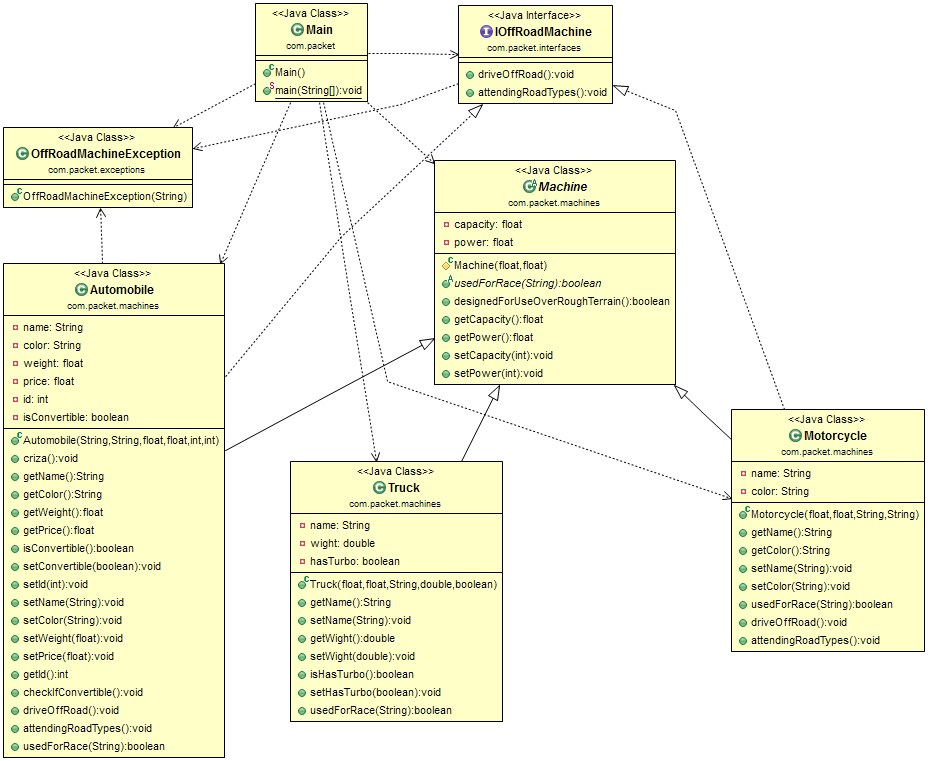 <<Java Class>>
Main
com.packet
Main()
main(String[]):void
<<Java Interface>>
IOffRoadMachine
com.packet.interfaces
driveOffRoad():void
attendingRoadTypes():void
<<Java Class>>
OffRoadMachineException
com.packet.exceptions
OffRoadMachineException(String)
<<Java Class>>
Machine
com.packet.machines
capacity: float
power: float
Machine(float,float)
usedForRace(String):boolean
designedForUseOverRoughTerrain():boolean
getCapacity():float
getPower():float
setCapacity(int):void
setPower(int):void
<<Java Class>>
Automobile
com.packet.machines
name: String
color: String
weight: float
price: float
id: int
isConvertible: boolean
Automobile(String,String,float,float,int,int)
criza():void
getName():String
getColor():String
getWeight():float
getPrice():float
isConvertible():boolean
setConvertible(boolean):void
setId(int):void
setName(String):void
setColor(String):void
setWeight(float):void
setPrice(float):void
getId():int
checkIfConvertible():void
driveOffRoad():void
attendingRoadTypes():void
usedForRace(String):boolean
<<Java Class>>
Truck
com.packet.machines
name: String
wight: double
hasTurbo: boolean
Truck(float,float,String,double,boolean)
getName():String
setName(String):void
getWight():double
setWight(double):void
isHasTurbo():boolean
setHasTurbo(boolean):void
usedForRace(String):boolean
<<Java Class>>
Motorcycle
com.packet.machines
name: String
color: String
Motorcycle(float,float,String,String)
getName():String
getColor():String
setName(String):void
setColor(String):void
usedForRace(String):boolean
driveOffRoad():void
attendingRoadTypes():void